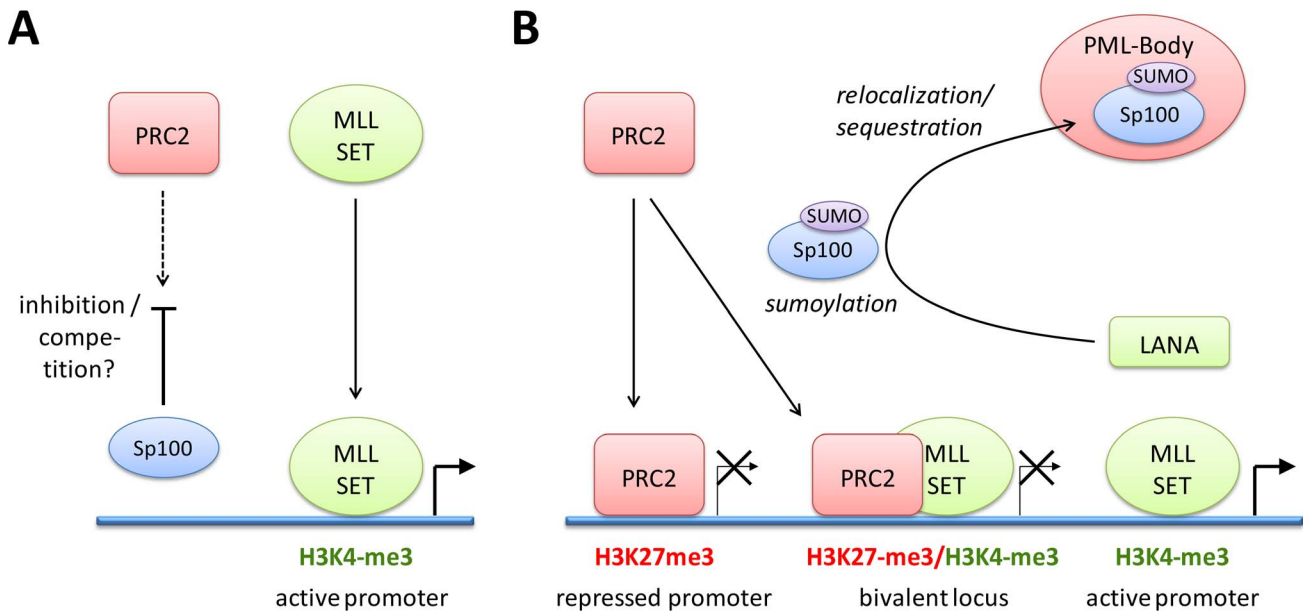 A
PRC2
MLL
SET
inhibition /
compe-
tition?
Sp100
MLL
SET
H3K4-me3
active promoter
B
PRC2
PML-Body
SUMO
Sp100
relocalization/
sequestration
SUMO
Sp100
sumoylation
LANA
PRC2
PRC2
MLL
SET
MLL
SET
H3K27me3
H3K27-me3/H3K4-me3
H3K4-me3
repressed promoter
bivalent locus
active promoter